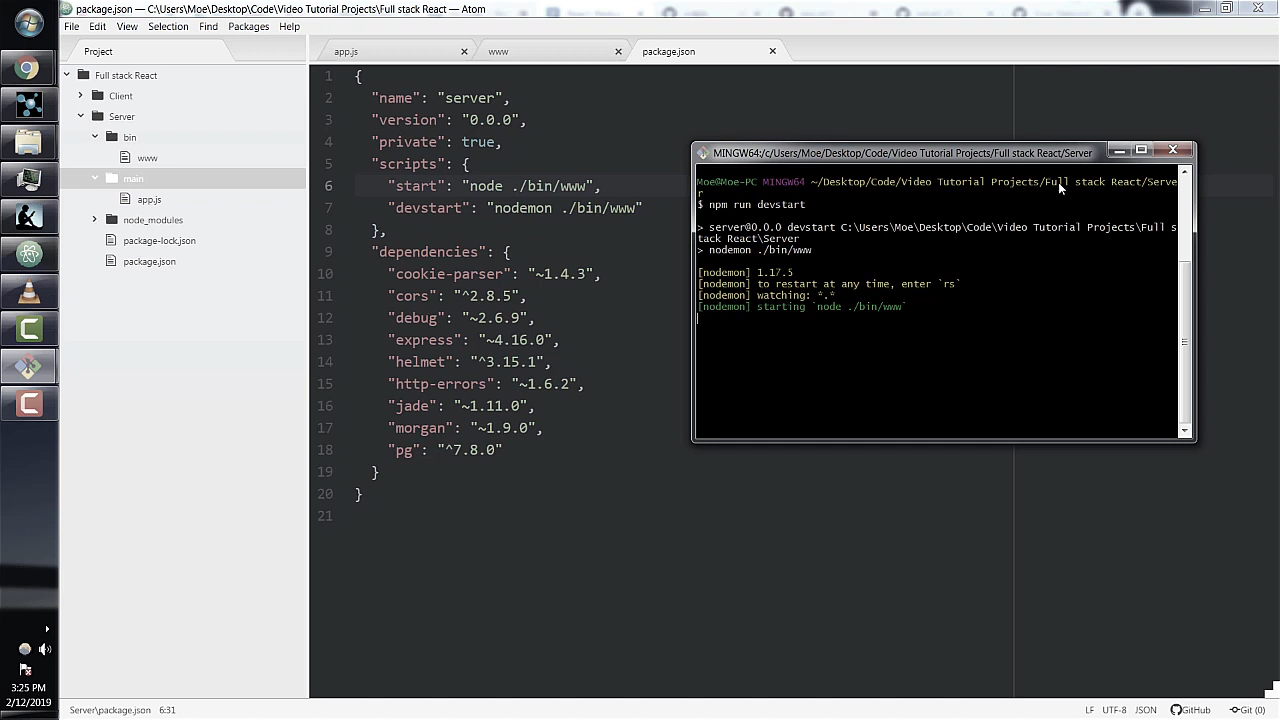 package.json — C:\Users\Moe\Desktop\Code\Video Tutorial Projects\Full stack React — Atom
File Edit View Selection Find Packages Help
Project
app.js
www
package.json
Full stack React
Client
Server
bin
www
main
app.js
node_modules
package-lock.json
package.json
1 {
2 "name": "server",
3 "version": "0.0.0",
4 "private": true,
5 "scripts": {
6 "start": "node ./bin/www",
7 "devstart": "nodemon ./bin/www"
8 },
9 "dependencies": {
10 "cookie-parser": "~1.4.3",
11 "cors": "^2.8.5",
12 "debug": "~2.6.9",
13 "express": "~4.16.0",
14 "helmet": "^3.15.1",
15 "http-errors": "~1.6.2",
16 "jade": "~1.11.0",
17 "morgan": "~1.9.0",
18 "pg": "^7.8.0"
19 }
20 }
21
MINGW64:/c/Users/Moe/Desktop/Code/Video Tutorial Projects/Full stack React/Server
Moe@Moe-PC MINGW64 ~/Desktop/Code/Video Tutorial Projects/Full stack React/Serve
r
$ npm run devstart
> server@0.0.0 devstart C:\Users\Moe\Desktop\Code\Video Tutorial Projects\Full s
tack React\Server
> nodemon ./bin/www
[nodemon] 1.17.5
[nodemon] to restart at any time, enter `rs`
[nodemon] watching: *.*
[nodemon] starting `node ./bin/www`
3:25 PM
2/12/2019
Server\package.json 6:31
LF UTF-8 JSON GitHub Git (0)